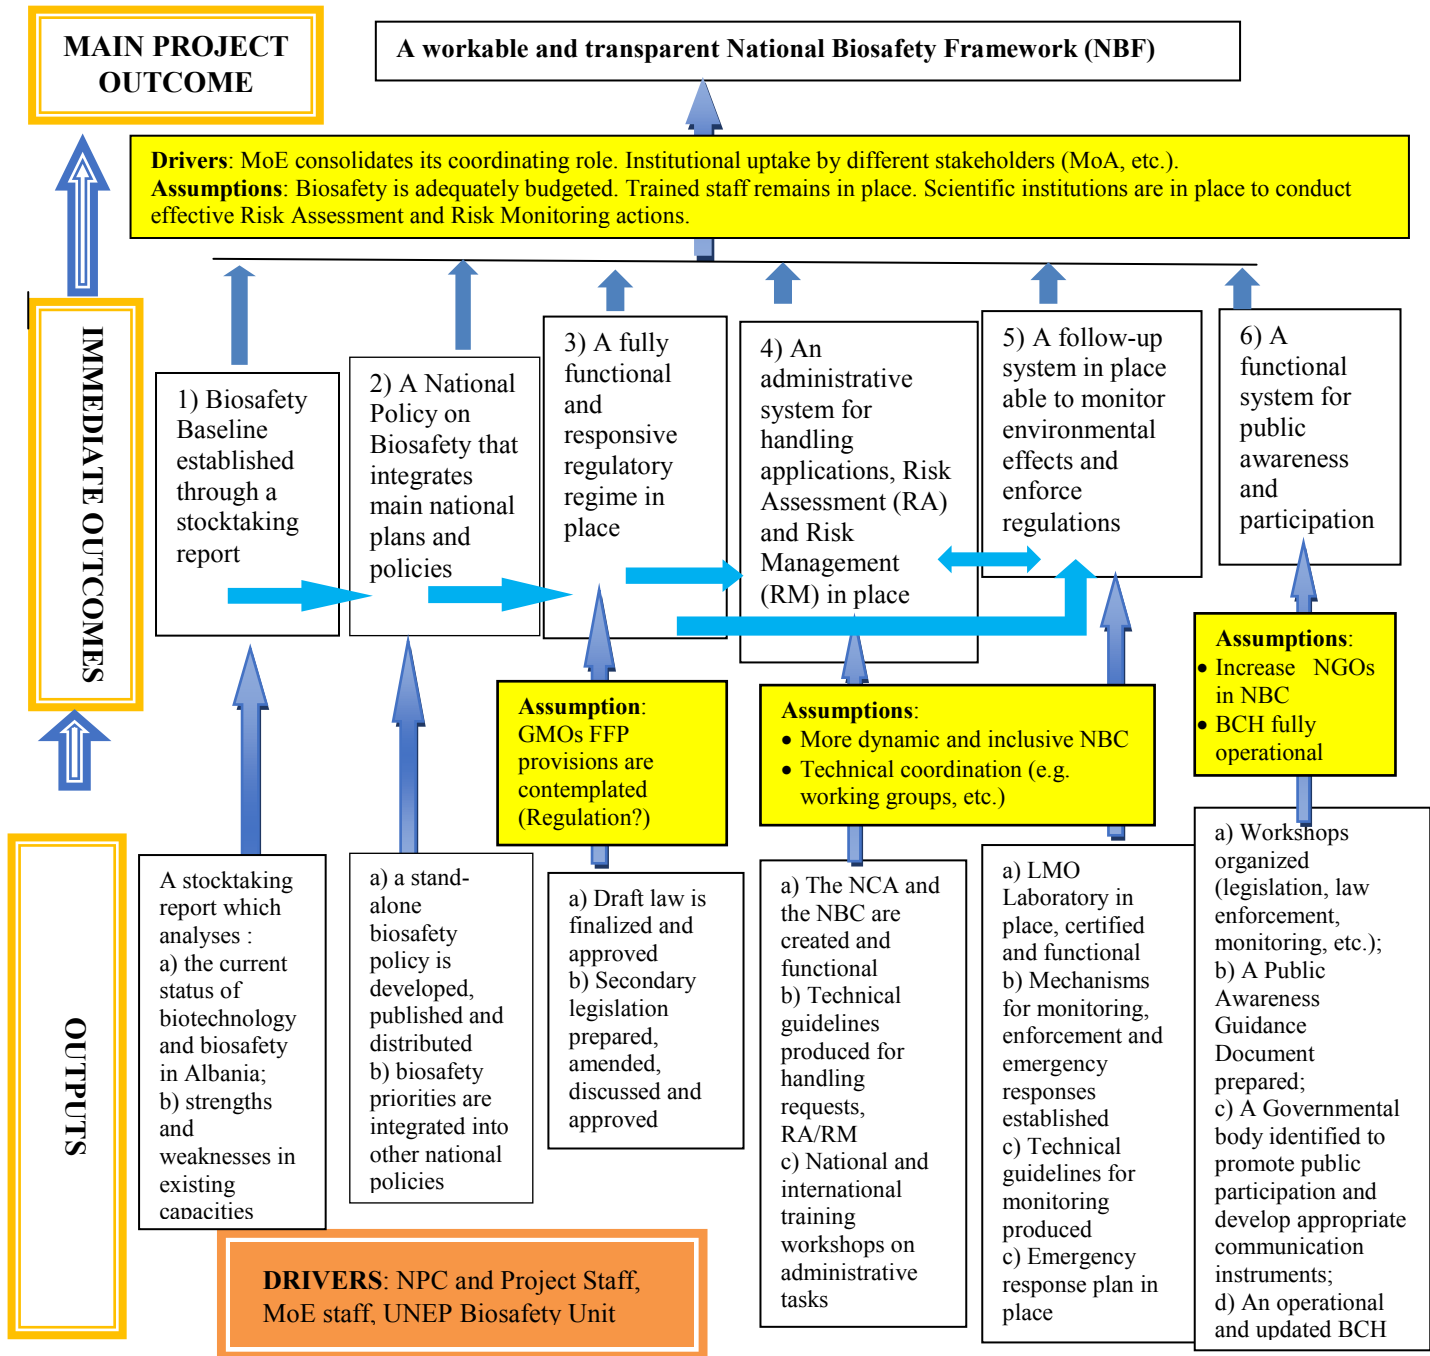 MAIN PROJECT
OUTCOME
A workable and transparent National Biosafety Framework (NBF)
Drivers: MoE consolidates its coordinating role. Institutional uptake by different stakeholders (MoA, etc.).
Assumptions: Biosafety is adequately budgeted. Trained staff remains in place. Scientific institutions are in place to conduct
effective Risk Assessment and Risk Monitoring actions.
IMMEDIATE OUTCOMES
1) Biosafety
Baseline
established
through a
stocktaking
report
2) A National
Policy on
Biosafety that
integrates
main national
plans and
policies
3) A fully
functional
and
responsive
regulatory
regime in
place
4) An
administrative
system for
handling
applications, Risk
Assessment (RA)
and Risk
Management
(RM) in place
5) A follow-up
system in place
able to monitor
environmental
effects and
enforce
regulations
6) A
functional
system for
public
awareness
and
participation
Assumption:
GMOs FFP
provisions are
contemplated
(Regulation?)
Assumptions:
• More dynamic and inclusive NBC
• Technical coordination (e.g.
working groups, etc.)
Assumptions:
• Increase NGOs
in NBC
• BCH fully
operational
OUTPUTS
A stocktaking
report which
analyses :
a) the current
status of
biotechnology
and biosafety
in Albania;
b) strengths
and
weaknesses in
existing
capacities
a) a stand-
alone
biosafety
policy is
developed,
published and
distributed
b) biosafety
priorities are
integrated into
other national
policies
a) Draft law is
finalized and
approved
b) Secondary
legislation
prepared,
amended,
discussed and
approved
a) The NCA and
the NBC are
created and
functional
b) Technical
guidelines
produced for
handling
requests,
RA/RM
c) National and
international
training
workshops on
administrative
tasks
a) LMO
Laboratory in
place, certified
and functional
b) Mechanisms
for monitoring,
enforcement and
emergency
responses
established
c) Technical
guidelines for
monitoring
produced
c) Emergency
response plan in
place
a) Workshops
organized
(legislation, law
enforcement,
monitoring, etc.);
b) A Public
Awareness
Guidance
Document
prepared;
c) A Governmental
body identified to
promote public
participation and
develop appropriate
communication
instruments;
d) An operational
and updated BCH
DRIVERS: NPC and Project Staff,
MoE staff, UNEP Biosafety Unit